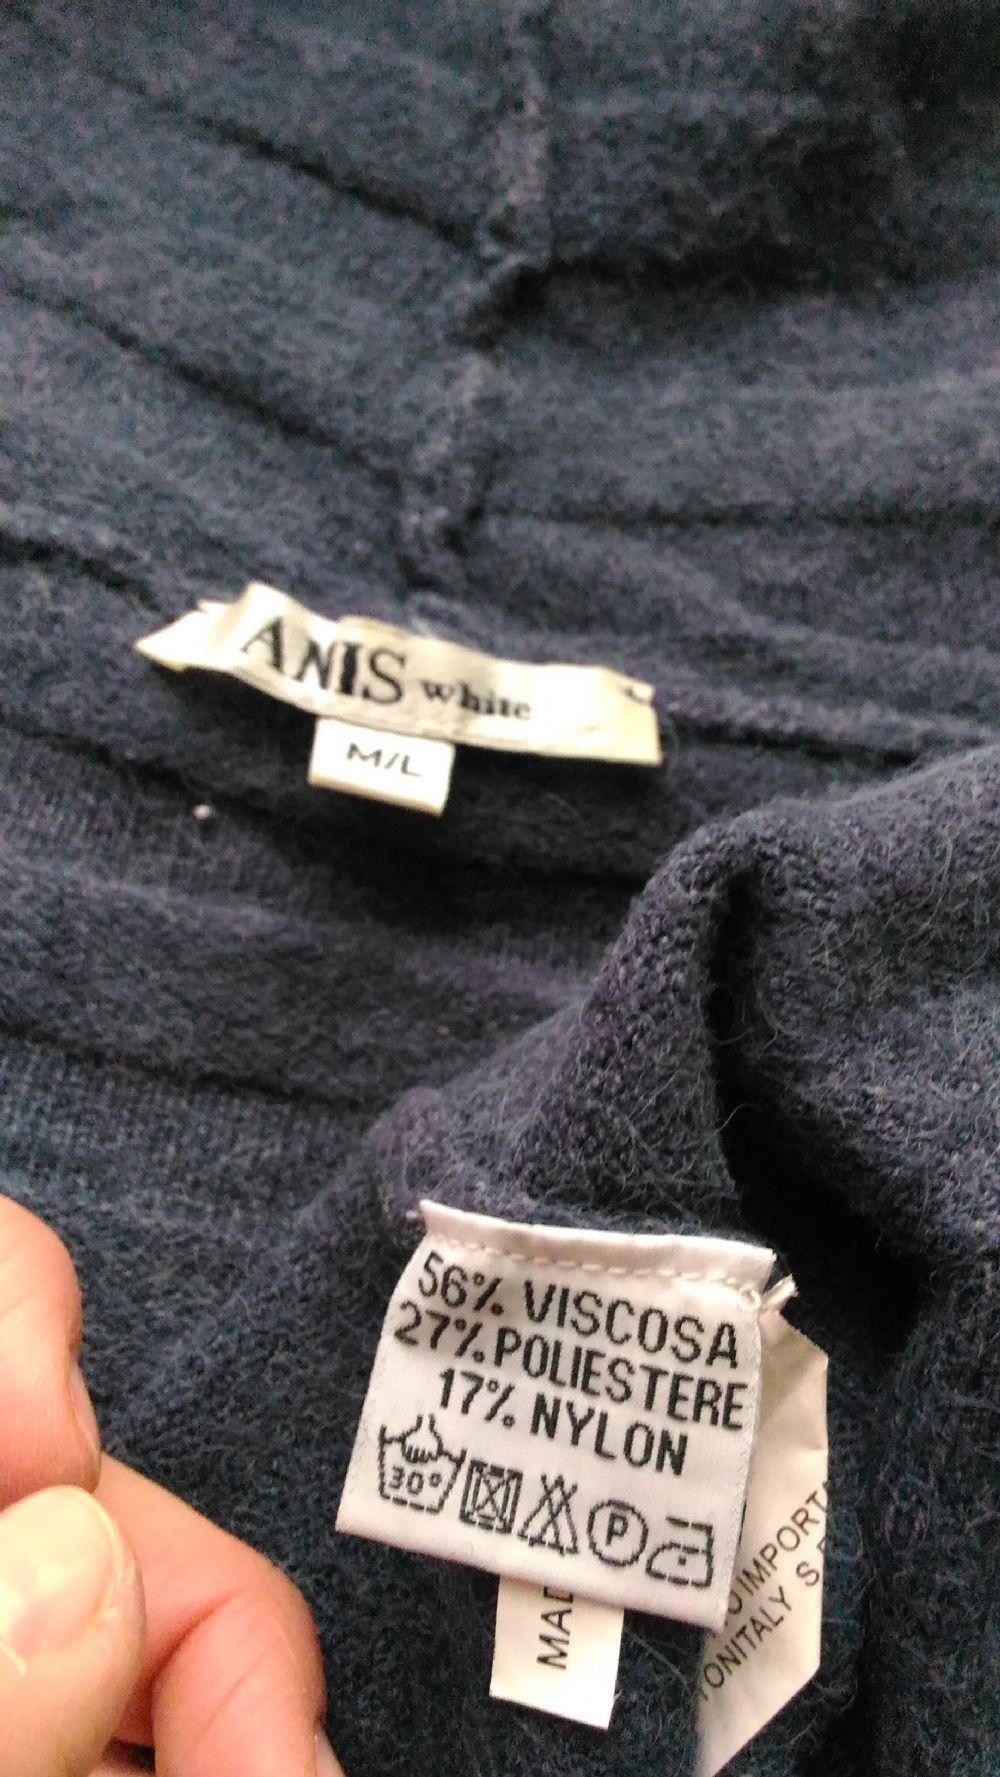 ANIS white
M/L
56% VISCOSA
27% POLIESTERE
17% NYLON
30°
P